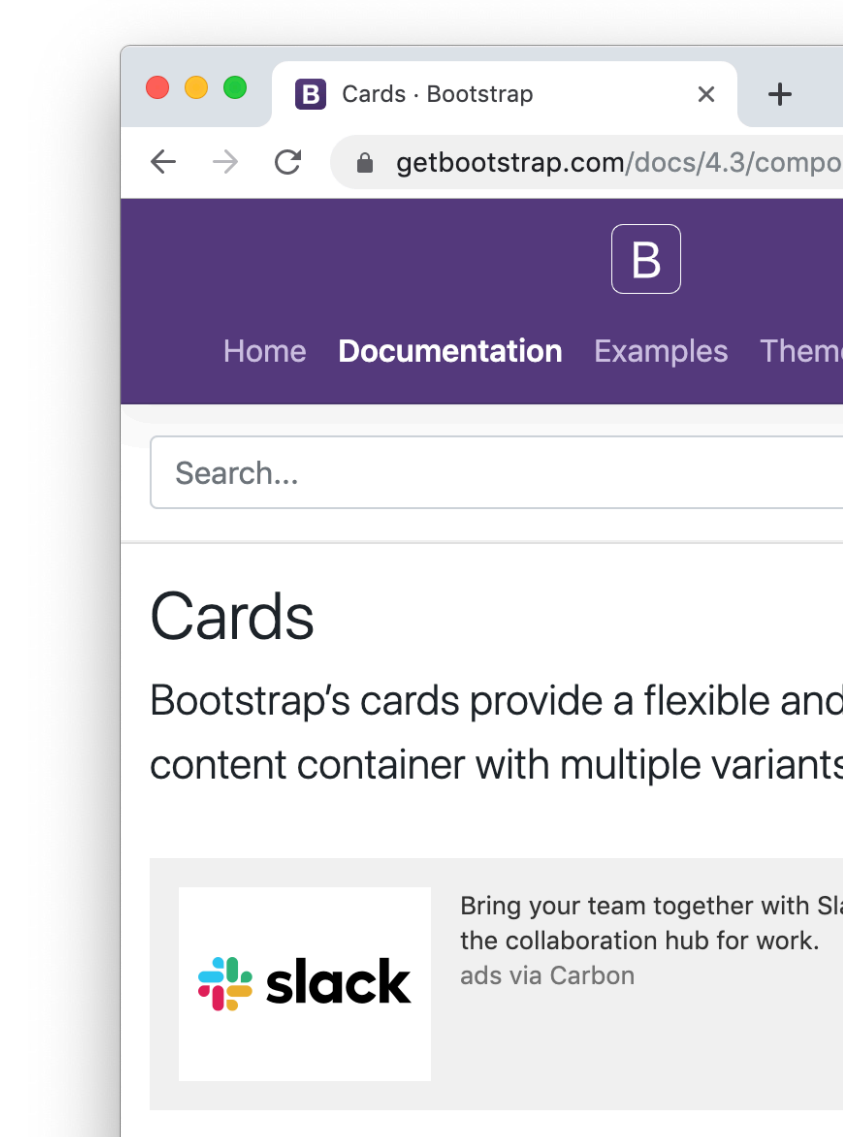 B Cards · Bootstrap
getbootstrap.com/docs/4.3/compo
B
Home Documentation Examples Theme
Search...
Cards
Bootstrap’s cards provide a flexible and
content container with multiple variants
slack
Bring your team together with Sla
the collaboration hub for work.
ads via Carbon